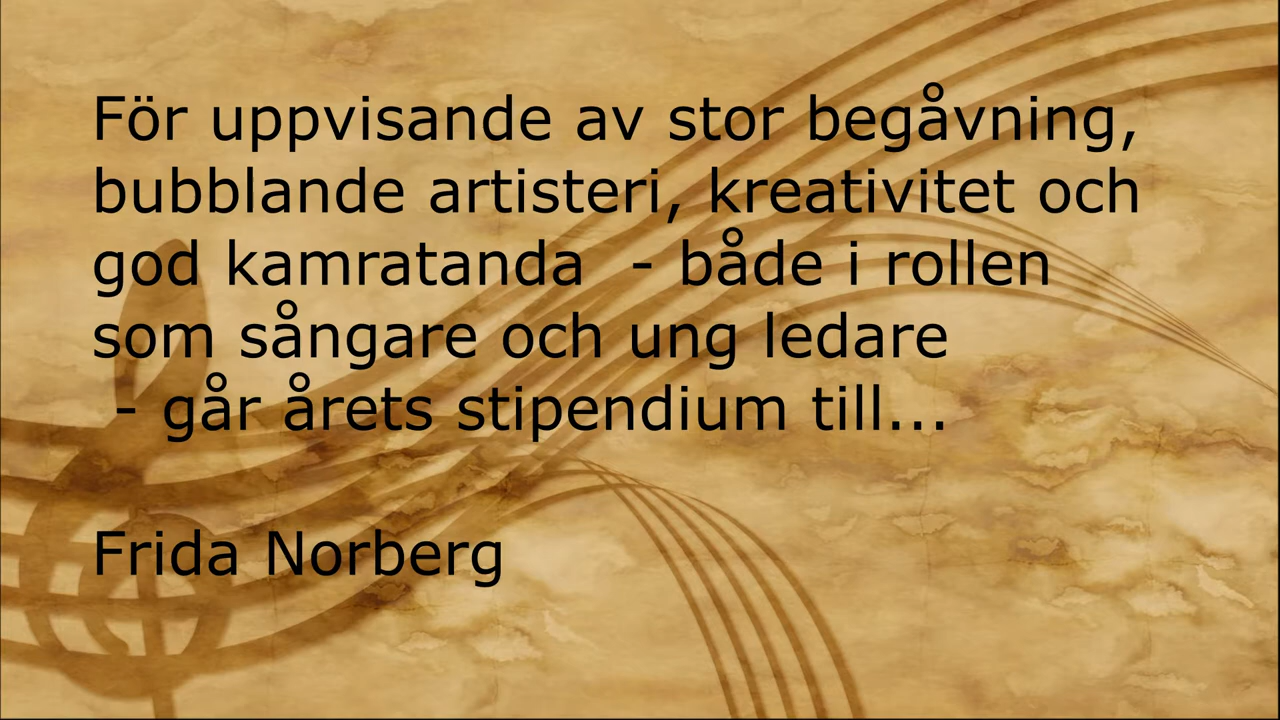 För uppvisande av stor begåvning,
bubblande artisteri, kreativitet och
god kamratanda  - både i rollen
som sångare och ung ledare
- går årets stipendium till...
Frida Norberg